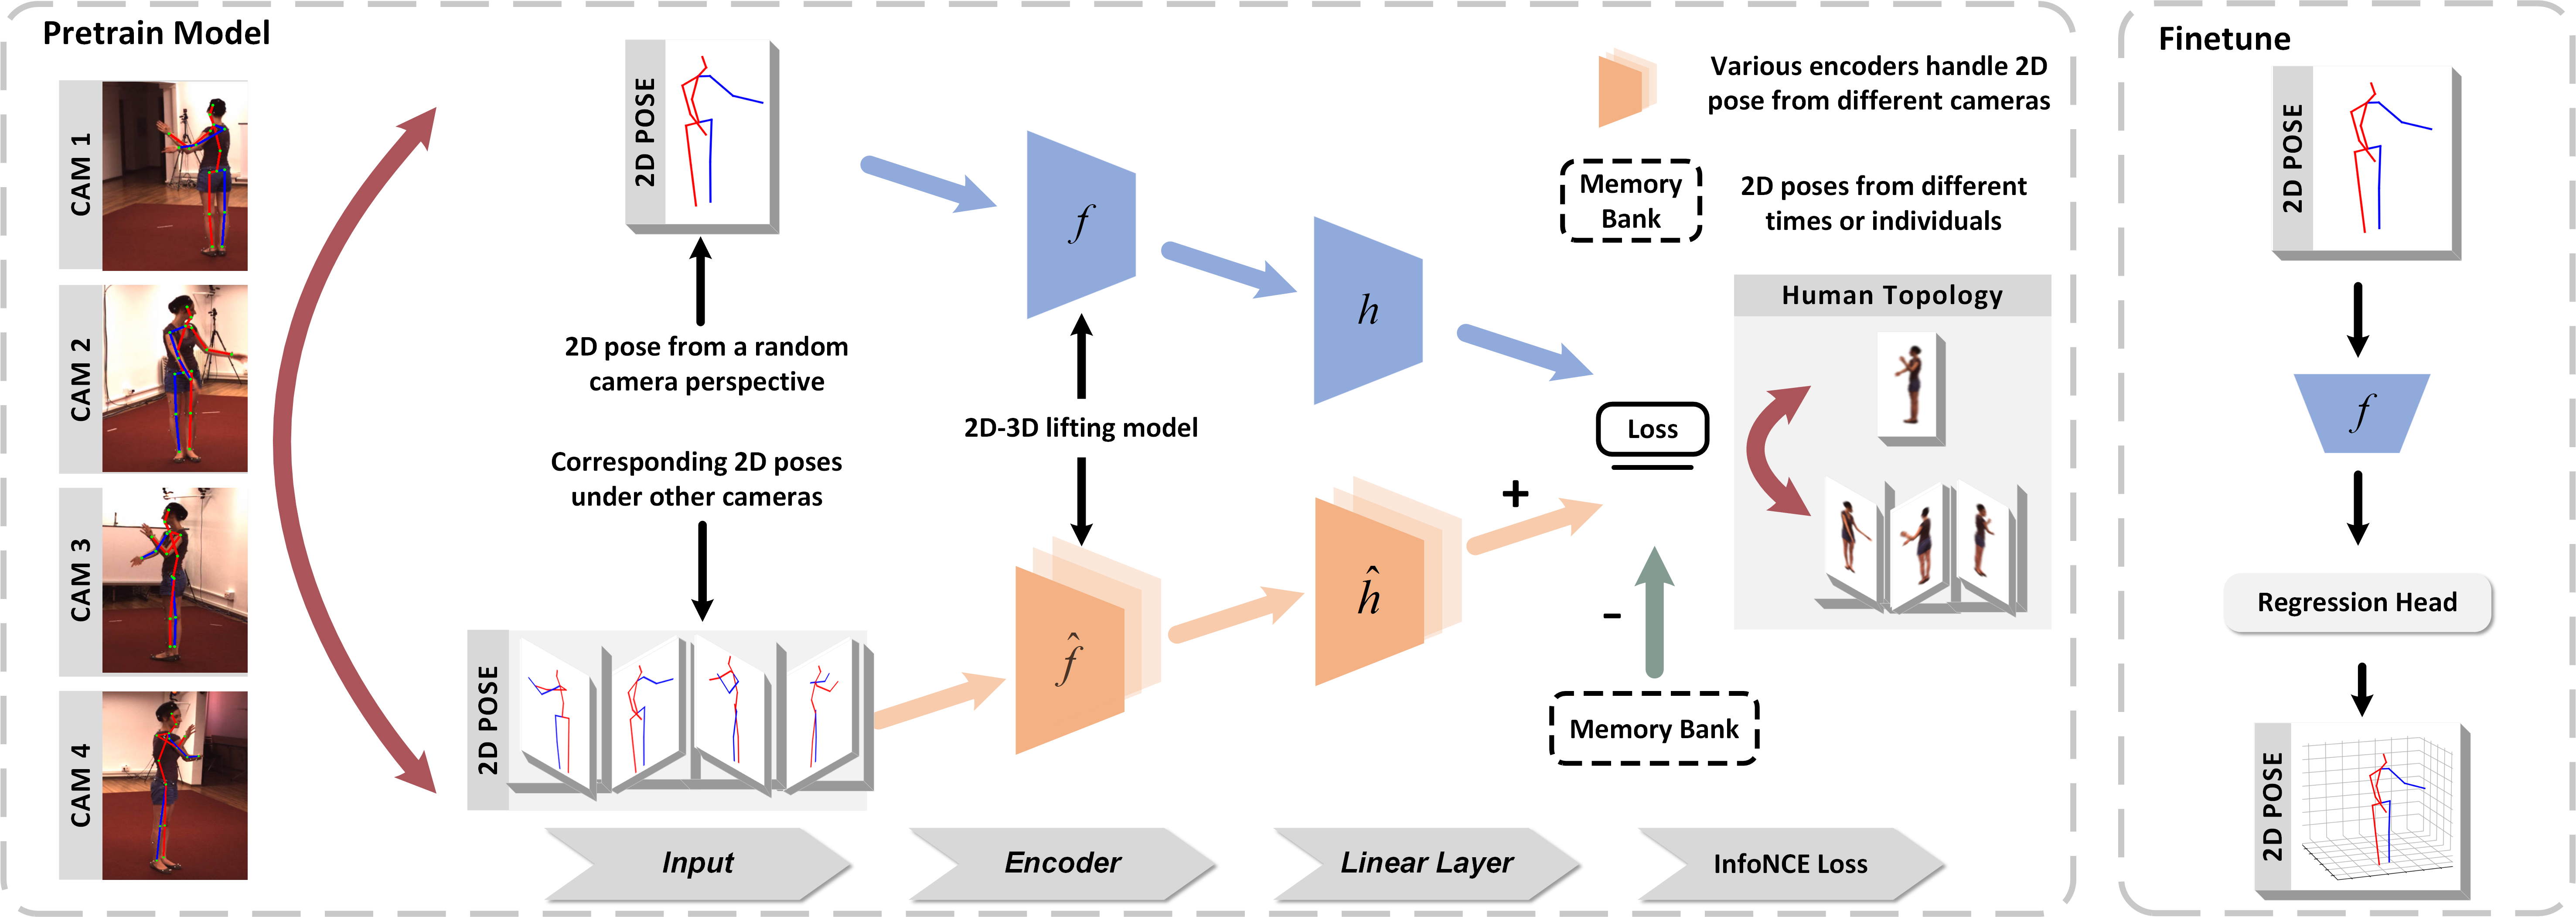 Pretrain Model
CAM 1
CAM 2
CAM 3
CAM 4
2D POSE
2D pose from a random
camera perspective
Corresponding 2D poses
under other cameras
2D POSE
f
2D-3D lifting model
f̂
h
ĥ
Various encoders handle 2D
pose from different cameras
Memory
Bank
2D poses from different
times or individuals
Human Topology
Loss
+
-
Memory Bank
Input
Encoder
Linear Layer
InfoNCE Loss
Finetune
2D POSE
f
Regression Head
2D POSE